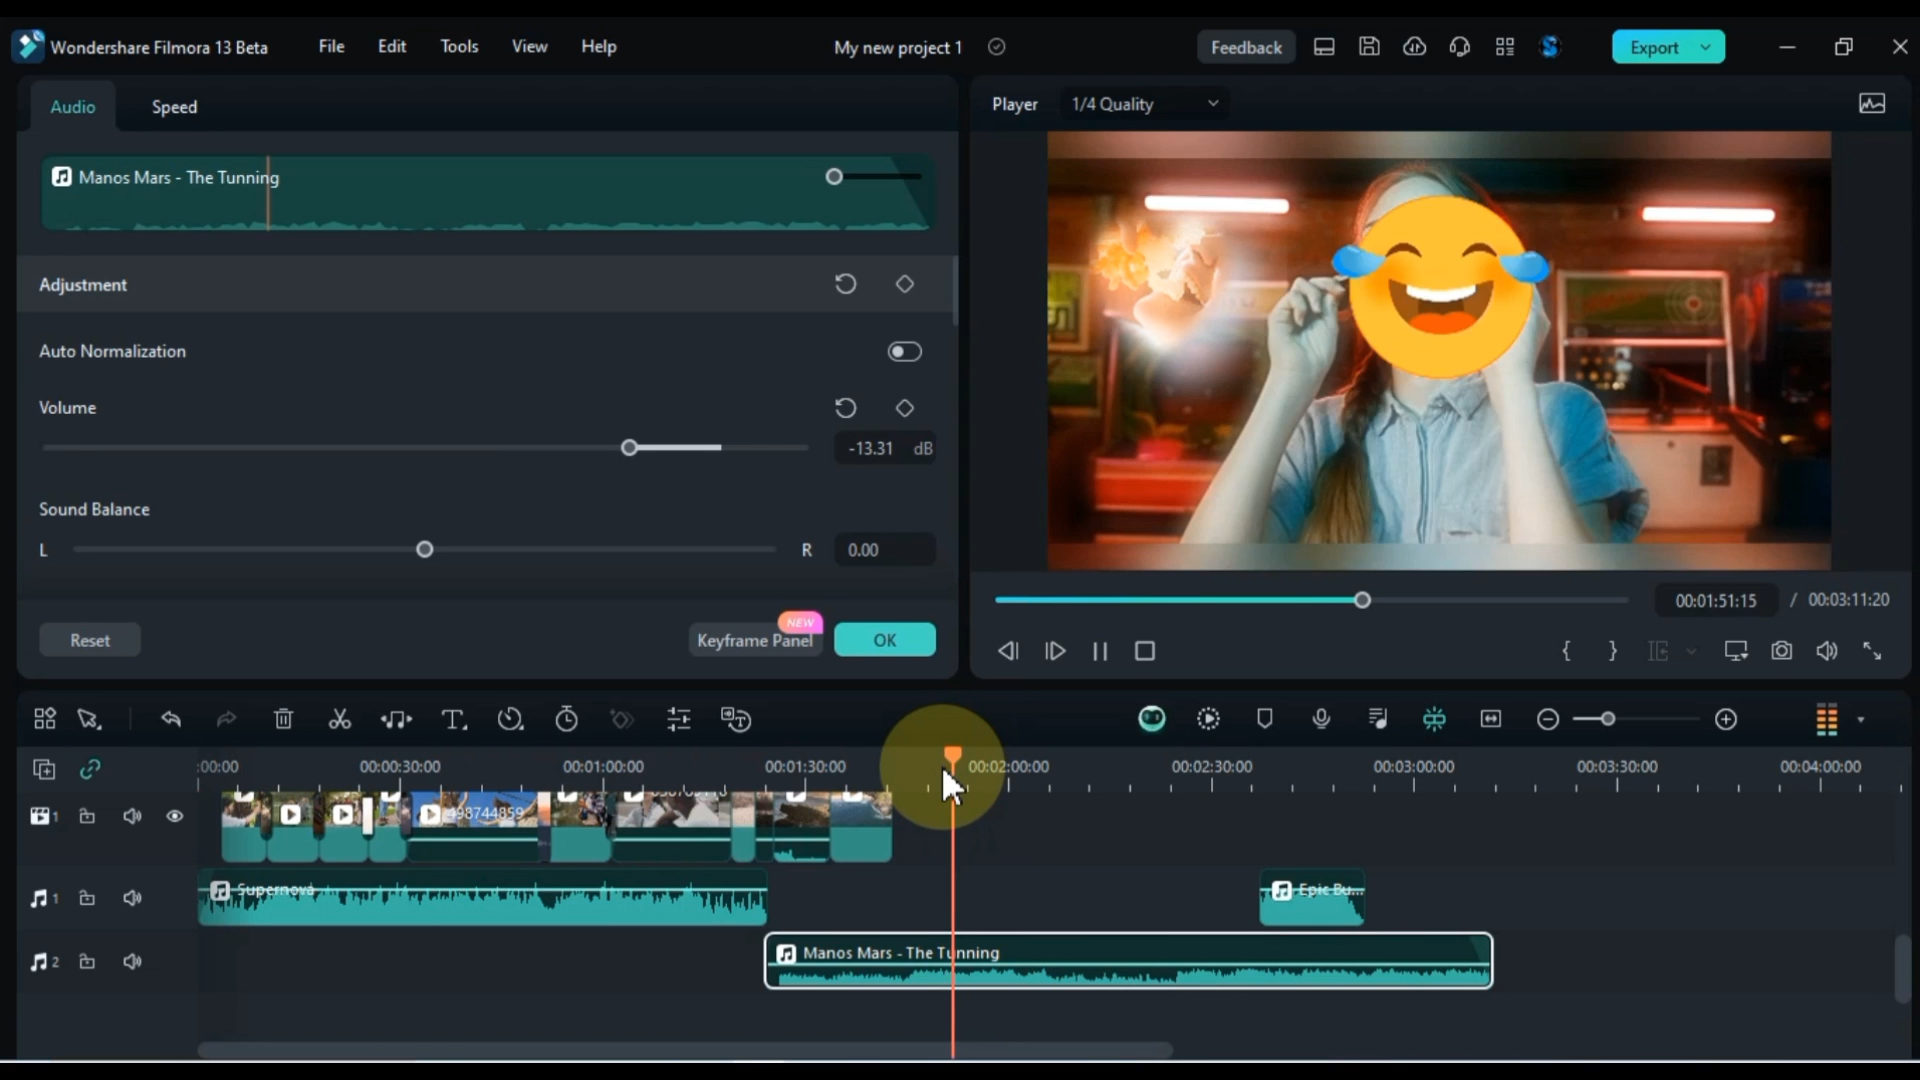 Wondershare Filmora 13 Beta File Edit Tools View Help My new project 1 Feedback Export
Audio Speed
Manos Mars - The Tunning
Adjustment
Auto Normalization
Volume
-13.31 dB
Sound Balance
L R 0.00
NEW
Reset Keyframe Panel OK
Player 1/4 Quality
00:01:51:15 / 00:03:11:20
{ }
:00:00 00:00:30:00 00:01:00:00 00:01:30:00 00:02:00:00 00:02:30:00 00:03:00:00 00:03:30:00 00:04:00:00
1 498744859
1 Supernova Epic Bu...
2 Manos Mars - The Tunning